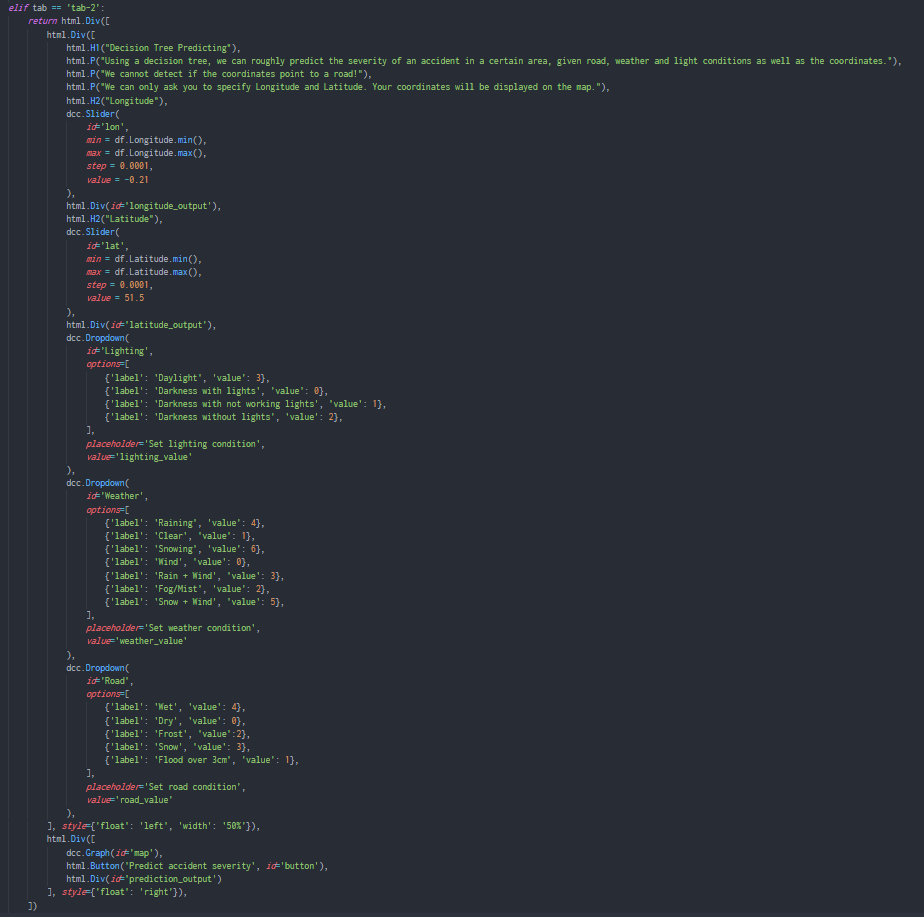 elif tab == 'tab-2':
    return html.Div([
        html.Div([
            html.H1("Decision Tree Predicting"),
            html.P("Using a decision tree, we can roughly predict the severity of an accident in a certain area, given road, weather and light conditions as well as the coordinates."),
            html.P("We cannot detect if the coordinates point to a road!"),
            html.P("We can only ask you to specify Longitude and Latitude. Your coordinates will be displayed on the map."),
            html.H2("Longitude"),
            dcc.Slider(
                id='lon',
                min = df.Longitude.min(),
                max = df.Longitude.max(),
                step = 0.0001,
                value = -0.21
            ),
            html.Div(id='longitude_output'),
            html.H2("Latitude"),
            dcc.Slider(
                id='lat',
                min = df.Latitude.min(),
                max = df.Latitude.max(),
                step = 0.0001,
                value = 51.5
            ),
            html.Div(id='latitude_output'),
            dcc.Dropdown(
                id='Lighting',
                options=[
                    {'label': 'Daylight', 'value': 3},
                    {'label': 'Darkness with lights', 'value': 0},
                    {'label': 'Darkness with not working lights', 'value': 1},
                    {'label': 'Darkness without lights', 'value': 2},
                ],
                placeholder='Set lighting condition',
                value='lighting_value'
            ),
            dcc.Dropdown(
                id='Weather',
                options=[
                    {'label': 'Raining', 'value': 4},
                    {'label': 'Clear', 'value': 1},
                    {'label': 'Snowing', 'value': 6},
                    {'label': 'Wind', 'value': 0},
                    {'label': 'Rain + Wind', 'value': 3},
                    {'label': 'Fog/Mist', 'value': 2},
                    {'label': 'Snow + Wind', 'value': 5},
                ],
                placeholder='Set weather condition',
                value='weather_value'
            ),
            dcc.Dropdown(
                id='Road',
                options=[
                    {'label': 'Wet', 'value': 4},
                    {'label': 'Dry', 'value': 0},
                    {'label': 'Frost', 'value':2},
                    {'label': 'Snow', 'value': 3},
                    {'label': 'Flood over 3cm', 'value': 1},
                ],
                placeholder='Set road condition',
                value='road_value'
            ),
        ], style={'float': 'left', 'width': '50%'}),
        html.Div([
            dcc.Graph(id='map'),
            html.Button('Predict accident severity', id='button'),
            html.Div(id='prediction_output')
        ], style={'float': 'right'}),
    ])